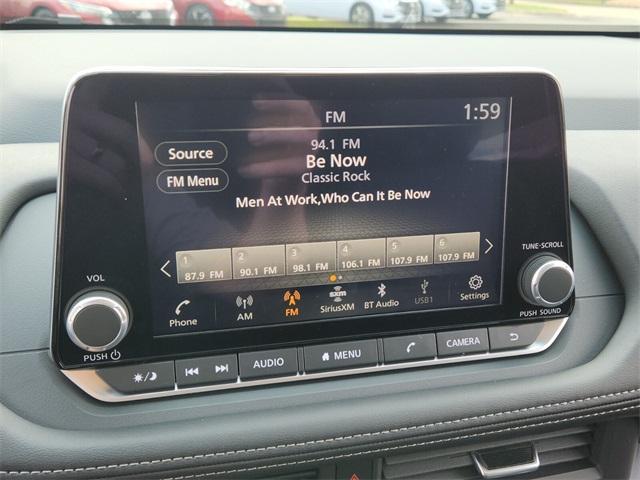 FM
1:59
Source
94.1 FM
Be Now
FM Menu
Classic Rock
Men At Work,Who Can It Be Now
1 2 3 4 5 6
87.9 FM 90.1 FM 98.1 FM 106.1 FM 107.9 FM 107.9 FM
Phone AM FM SiriusXM BT Audio USB1 Settings
sxm
VOL
PUSH
TUNE·SCROLL
PUSH SOUND
AUDIO MENU CAMERA